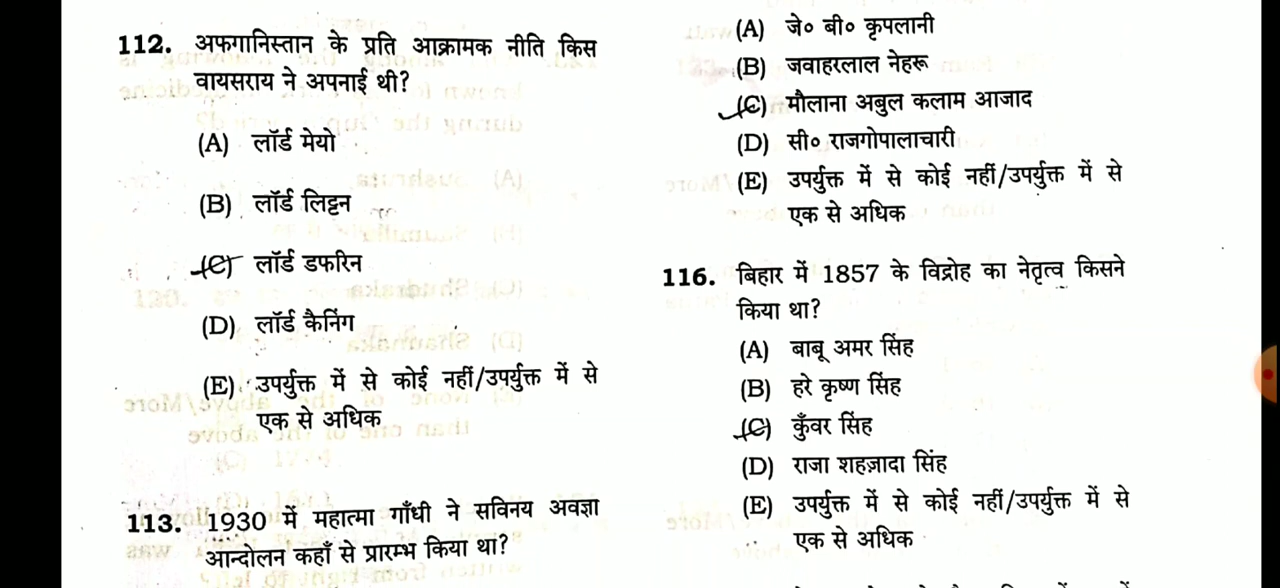 112. अफगानिस्तान के प्रति आक्रामक नीति किस
वायसराय ने अपनाई थी?
(A) लॉर्ड मेयो
(B) लॉर्ड लिट्टन
(C) लॉर्ड डफरिन
(D) लॉर्ड कैनिंग
(E) उपर्युक्त में से कोई नहीं/उपर्युक्त में से
एक से अधिक
113. 1930 में महात्मा गाँधी ने सविनय अवज्ञा
आन्दोलन कहाँ से प्रारम्भ किया था?
(A) जे० बी० कृपलानी
(B) जवाहरलाल नेहरू
(C) मौलाना अबुल कलाम आजाद
(D) सी० राजगोपालाचारी
(E) उपर्युक्त में से कोई नहीं/उपर्युक्त में से
एक से अधिक
116. बिहार में 1857 के विद्रोह का नेतृत्व किसने
किया था?
(A) बाबू अमर सिंह
(B) हरे कृष्ण सिंह
(C) कुँवर सिंह
(D) राजा शहज़ादा सिंह
(E) उपर्युक्त में से कोई नहीं/उपर्युक्त में से
एक से अधिक